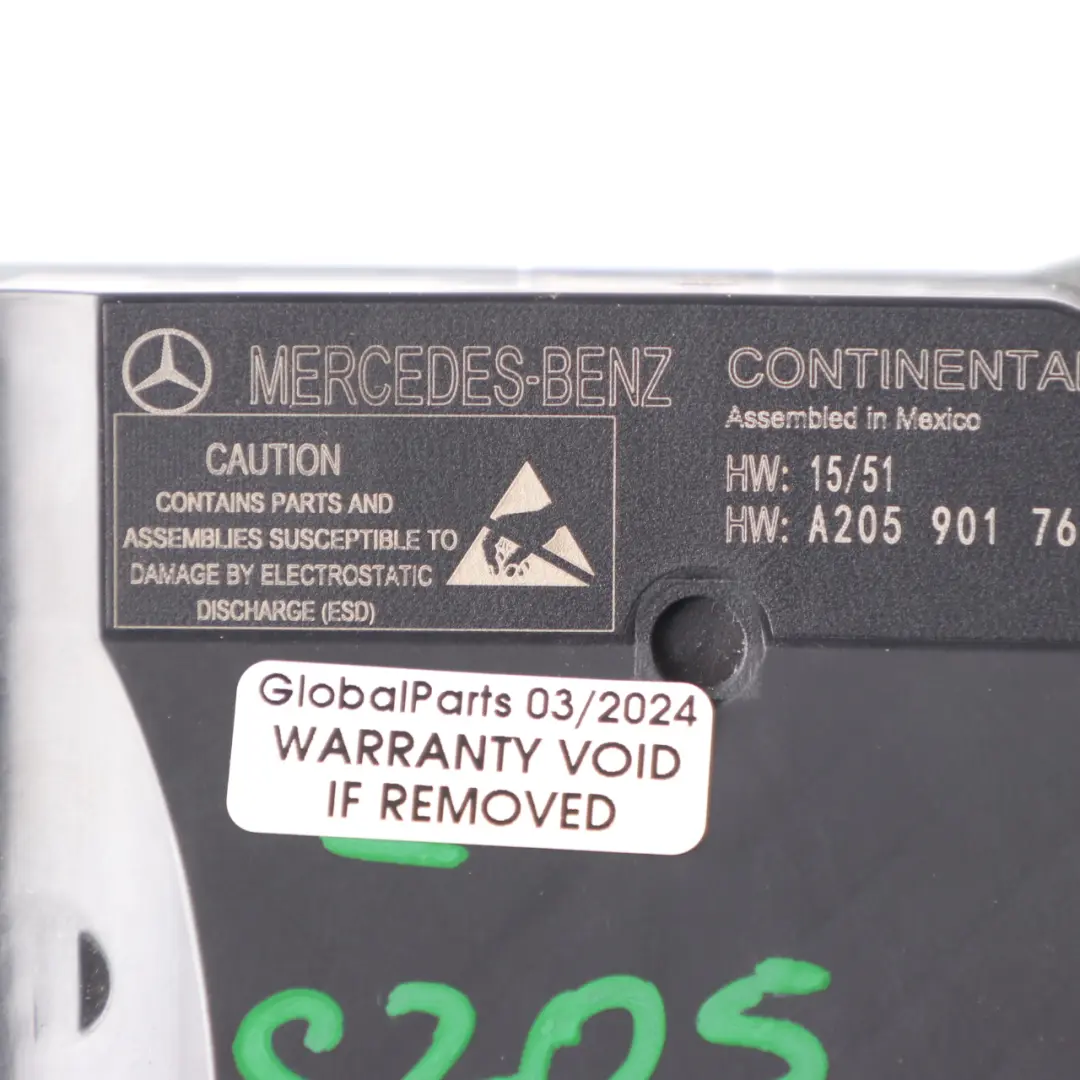 MERCEDES-BENZ
CONTINENTAL
Assembled in Mexico
HW: 15/51
HW: A205 901 76
CAUTION
CONTAINS PARTS AND
ASSEMBLIES SUSCEPTIBLE TO
DAMAGE BY ELECTROSTATIC
DISCHARGE (ESD)
GlobalParts 03/2024
WARRANTY VOID
IF REMOVED
S205